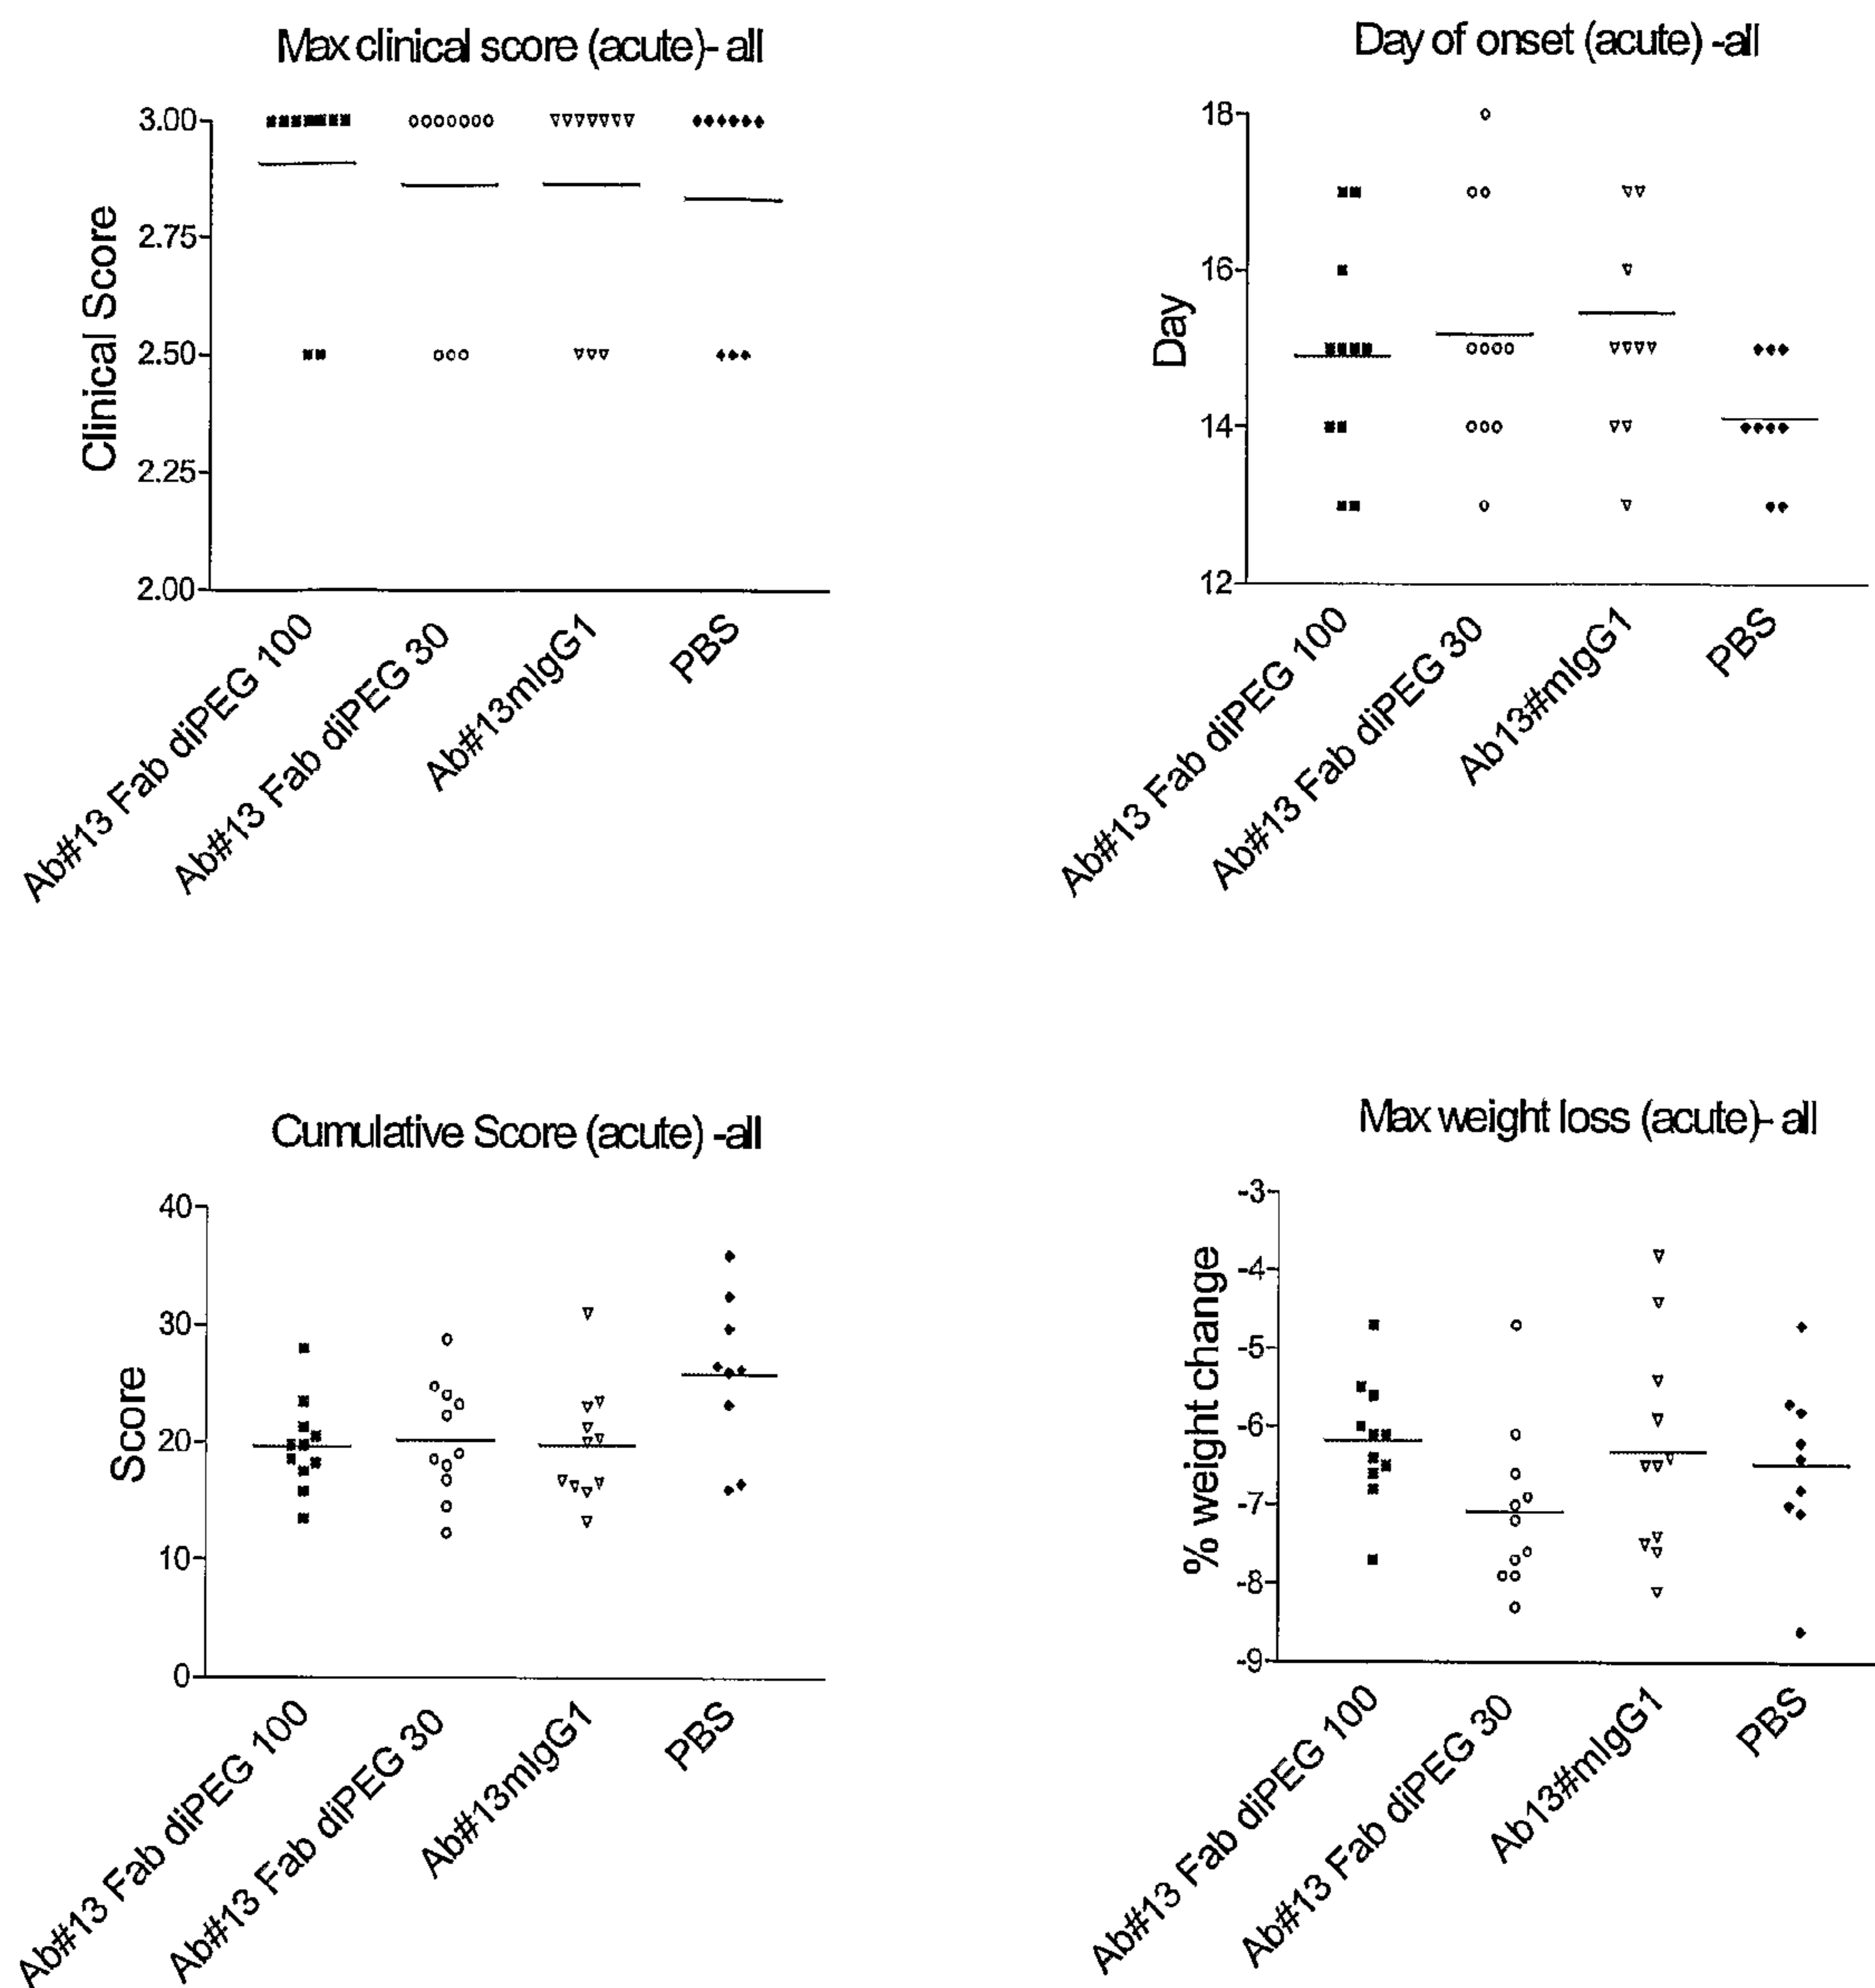 Max clinical score (acute)- all
Clinical Score
3.00
2.75
2.50
2.25
2.00
Ab#13 Fab diPEG 100
Ab#13 Fab diPEG 30
Ab#13mIgG1
PBS
Day of onset (acute) -all
Day
18
16
14
12
Ab#13 Fab diPEG 100
Ab#13 Fab diPEG 30
Ab13#mIgG1
PBS
Cumulative Score (acute) -all
Score
40
30
20
10
0
Ab#13 Fab diPEG 100
Ab#13 Fab diPEG 30
Ab#13mIgG1
PBS
Max weight loss (acute)- all
% weight change
-3
-4
-5
-6
-7
-8
-9
Ab#13 Fab diPEG 100
Ab#13 Fab diPEG 30
Ab13#mIgG1
PBS